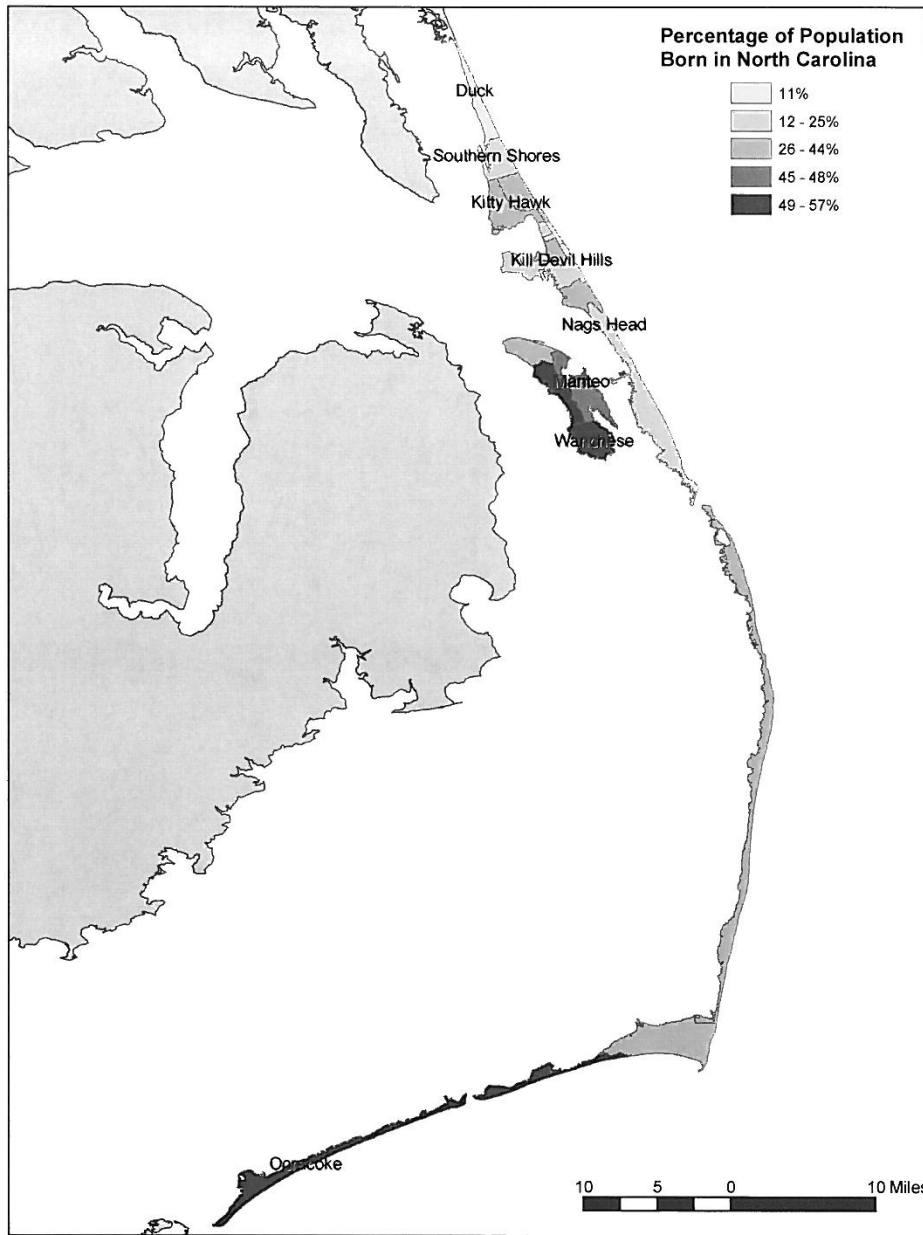 Percentage of Population
Born in North Carolina
11%
12 - 25%
26 - 44%
45 - 48%
49 - 57%
Duck
Southern Shores
Kitty Hawk
Kill Devil Hills
Nags Head
Manteo
Wanchese
Ocracoke
10 5 0 10 Miles